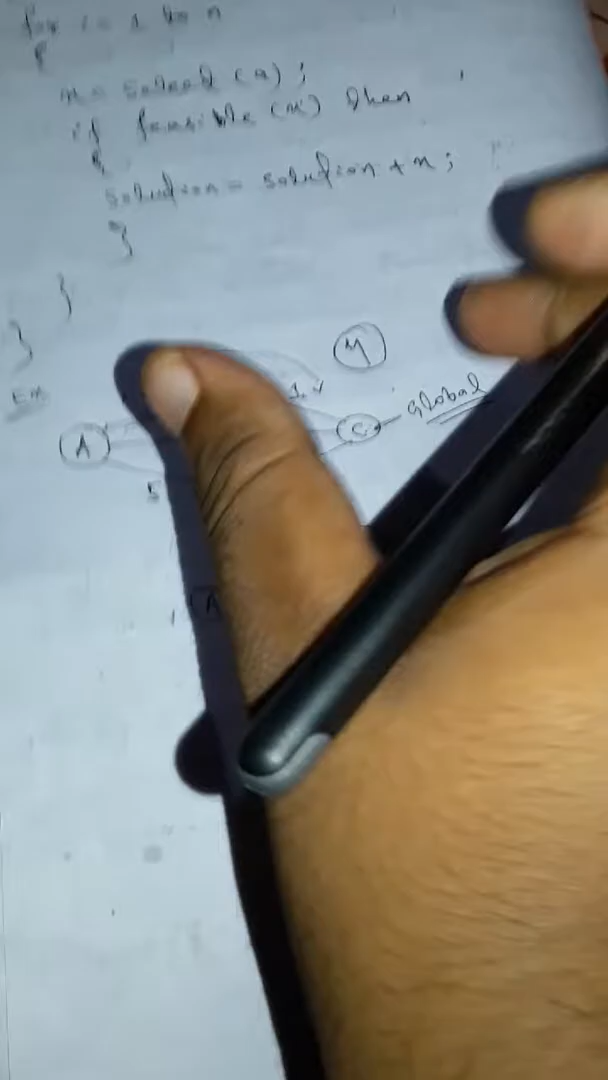 for i = 1 to n
{
x = select (a) ;
if feasible (x) then
{
solution = solution + x ;
}
}
}
M
Ex
A
C
Global
5
A